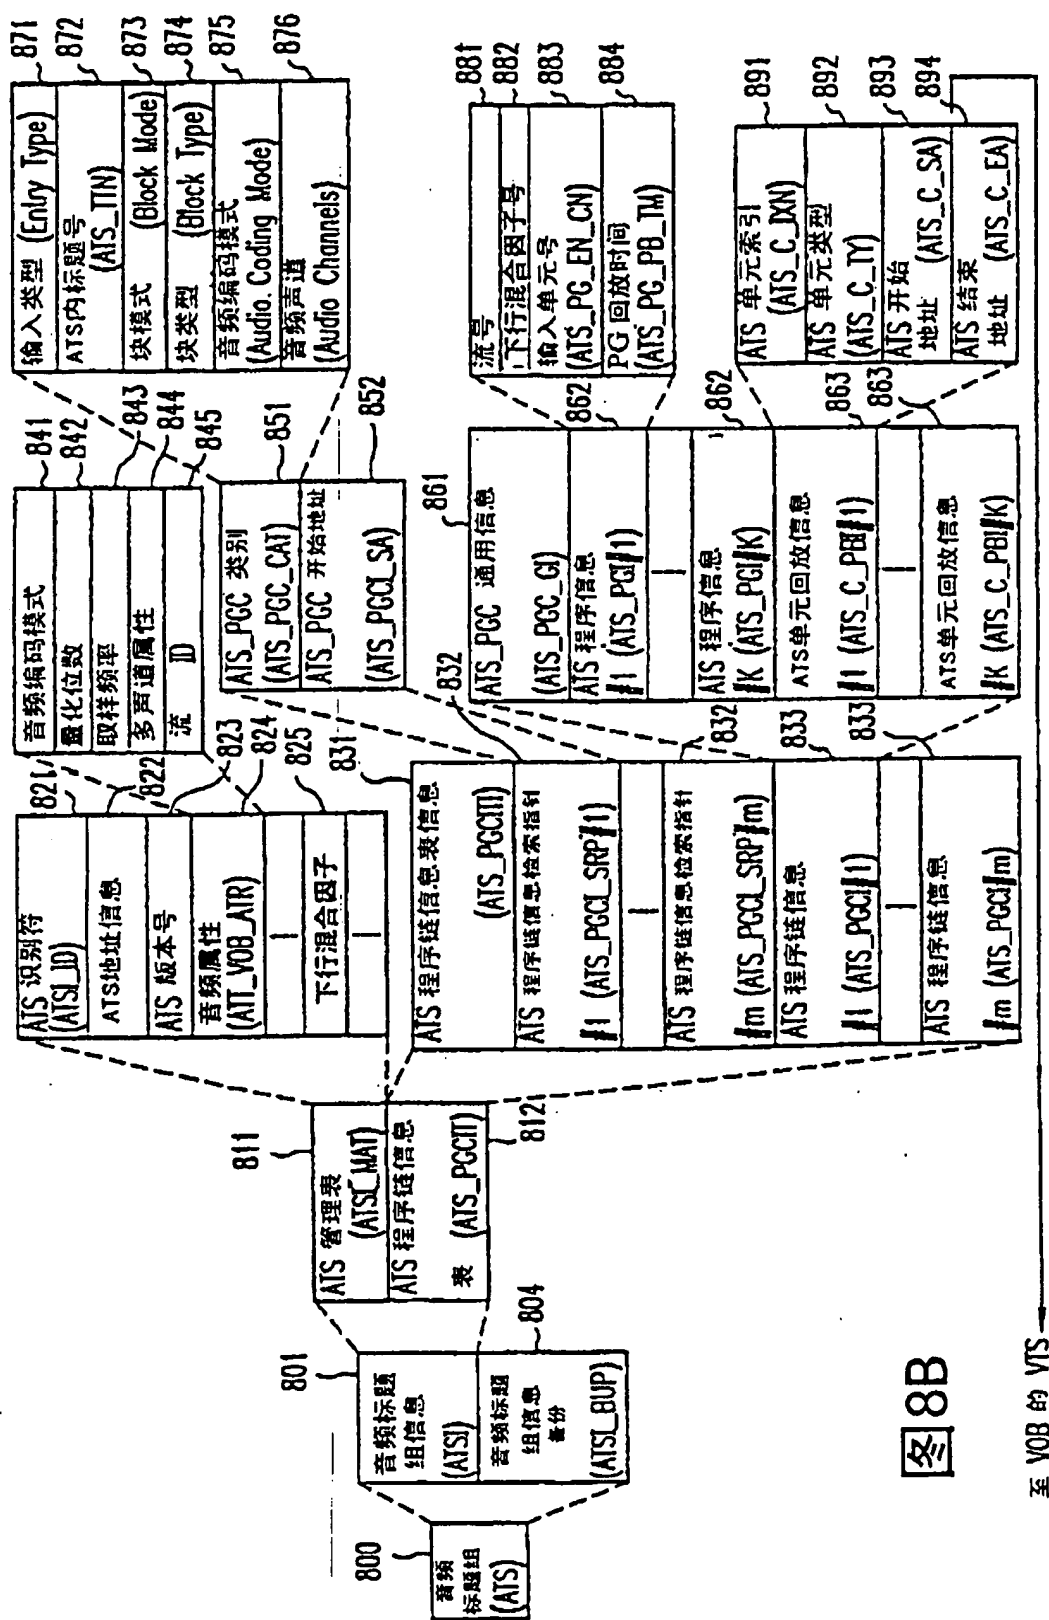 800
音频
标题组
(ATS)
801
音频标题
组信息
(ATSI)
音频标题
组信息
备份
(ATSI_BUP)
804
811
ATS 管理表
(ATSI_MAT)
ATS 程序链信息
表 (ATS_PGCIT)
812
821
ATS 识别符
(ATSI_ID)
822
ATS地址信息
823
ATS 版本号
824
音频属性
(ATT_VOB_ATR)
825
下行混合因子
831
ATS 程序链信息表信息
(ATS_PGCITI)
832
ATS 程序链信息检索指针
#1 (ATS_PGCI_SRP#1)
832
ATS 程序链信息检索指针
#m (ATS_PGCI_SRP#m)
833
ATS 程序链信息
#1 (ATS_PGCI#1)
833
ATS 程序链信息
#m (ATS_PGCI#m)
841
音频编码模式
842
量化位数
843
取样频率
844
多声道属性
845
流 ID
851
ATS_PGC 类别
(ATS_PGC_CAT)
852
ATS_PGC 开始地址
(ATS_PGCI_SA)
861
ATS_PGC 通用信息
(ATS_PGC_GI)
862
ATS 程序信息
#1 (ATS_PGI#1)
862
ATS 程序信息
#K (ATS_PGI#K)
863
ATS单元回放信息
#1 (ATS_C_PBI#1)
863
ATS单元回放信息
#K (ATS_C_PBI#K)
871
输入类型 (Entry Type)
872
ATS内标题号
(ATS_TTN)
873
块模式 (Block Mode)
874
块类型 (Block Type)
875
音频编码模式
(Audio.Coding Mode)
876
音频声道
(Audio Channels)
881
流号
882
下行混合因子号
883
输入单元号
(ATS_PG_EN_CN)
884
PG 回放时间
(ATS_PG_PB_TM)
891
ATS 单元索引
(ATS_C_IXN)
892
ATS 单元类型
(ATS_C_TY)
893
ATS 开始
地址 (ATS_C_SA)
894
ATS 结束
地址 (ATS_C_EA)
图8B
至 VOB 的 VTS